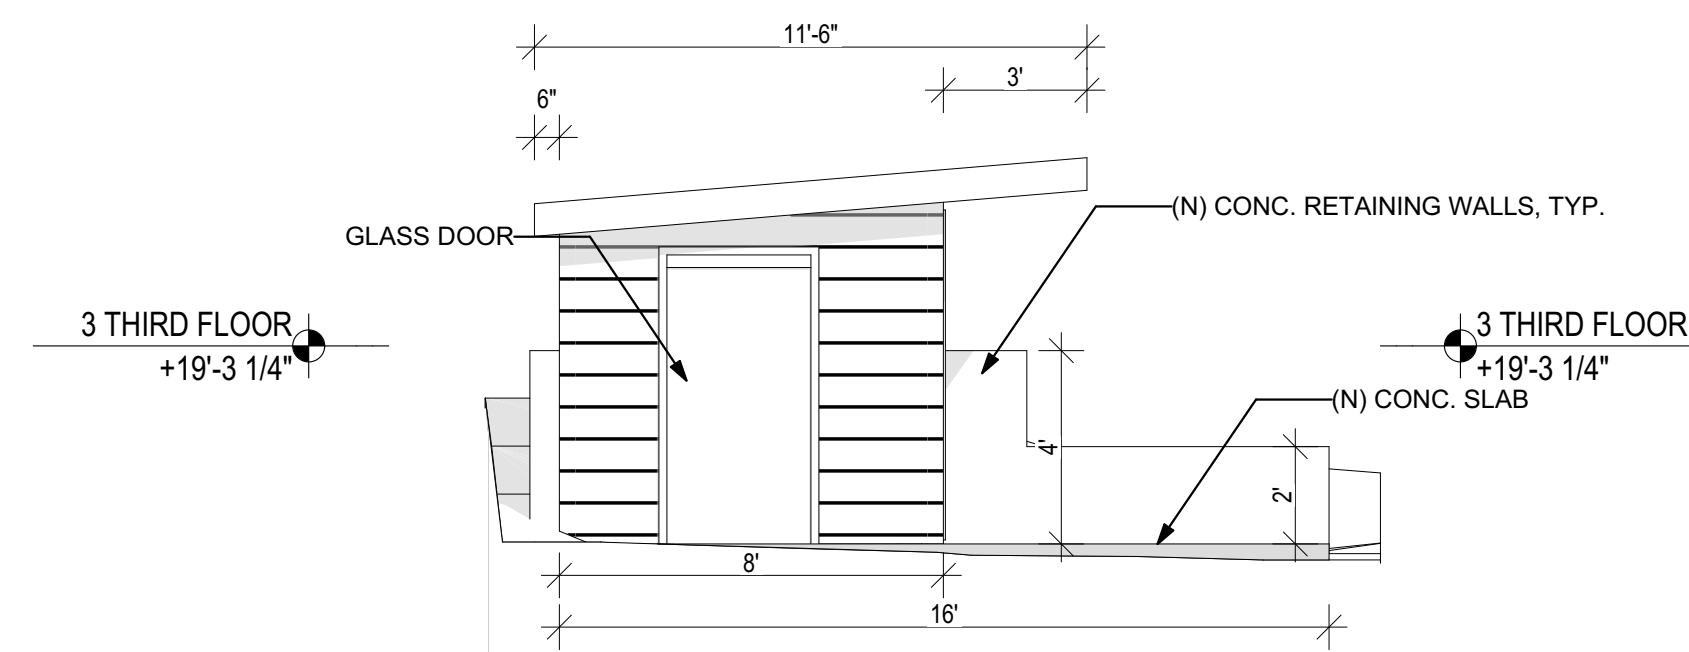 11'-6"
3'
6"
(N) CONC. RETAINING WALLS, TYP.
GLASS DOOR
3 THIRD FLOOR
+19'-3 1/4"
3 THIRD FLOOR
+19'-3 1/4"
(N) CONC. SLAB
4'
2'
8'
16'